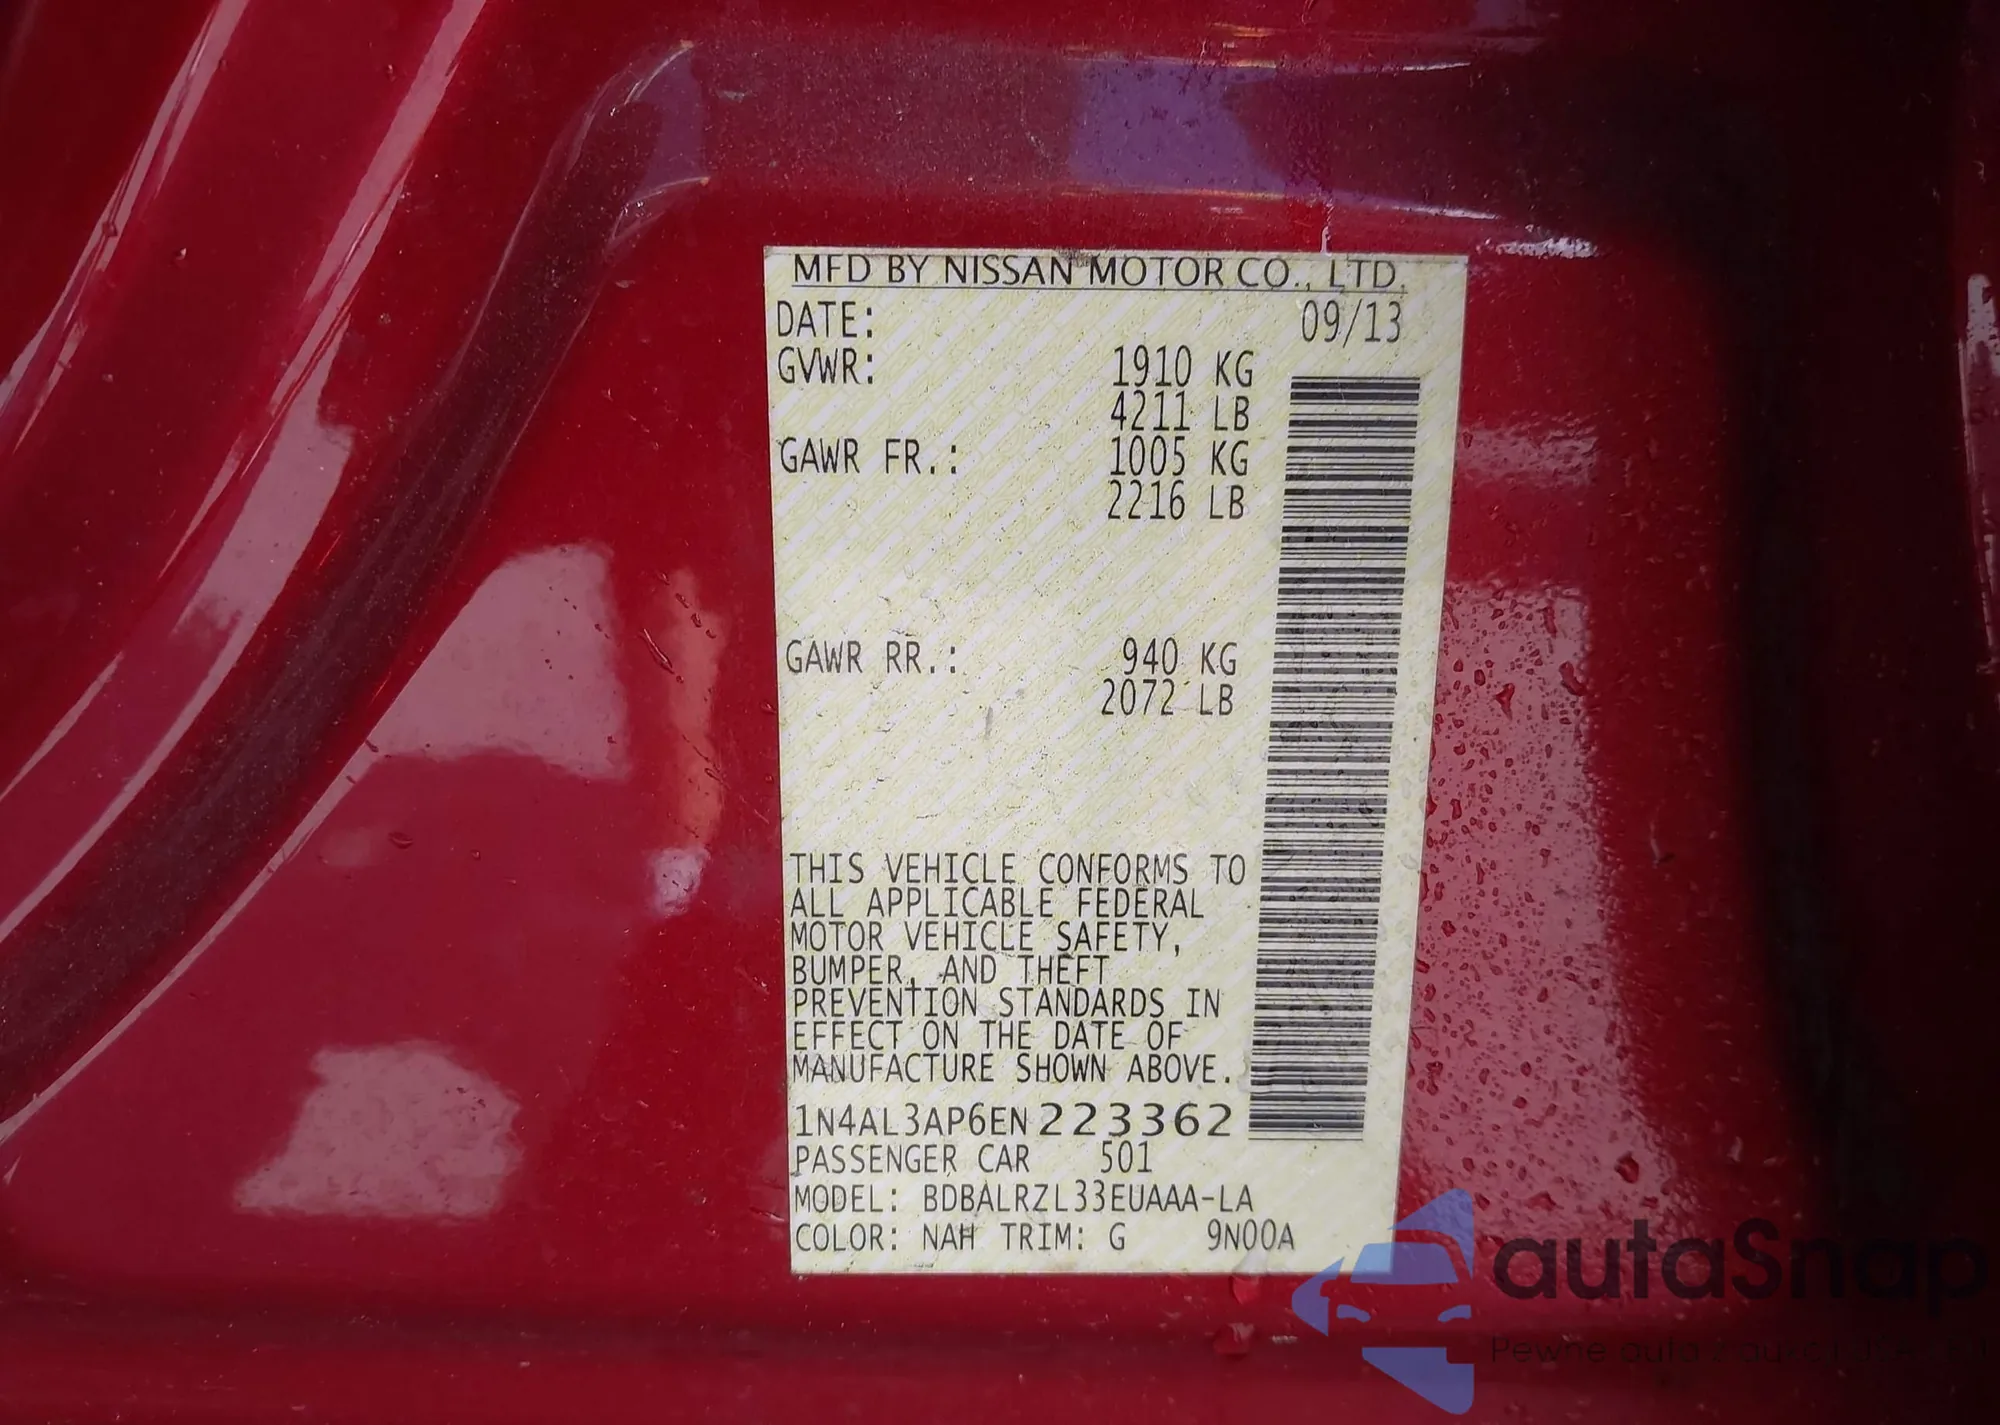 MFD BY NISSAN MOTOR CO., LTD.
DATE: 09/13
GVWR: 1910 KG
4211 LB
GAWR FR.: 1005 KG
2216 LB
GAWR RR.: 940 KG
2072 LB
THIS VEHICLE CONFORMS TO
ALL APPLICABLE FEDERAL
MOTOR VEHICLE SAFETY,
BUMPER, AND THEFT
PREVENTION STANDARDS IN
EFFECT ON THE DATE OF
MANUFACTURE SHOWN ABOVE.
1N4AL3AP6EN223362
PASSENGER CAR 501
MODEL: BDBALRZL33EUAAA-LA
COLOR: NAH TRIM: G 9N00A
autaSnap
Pewne auto z